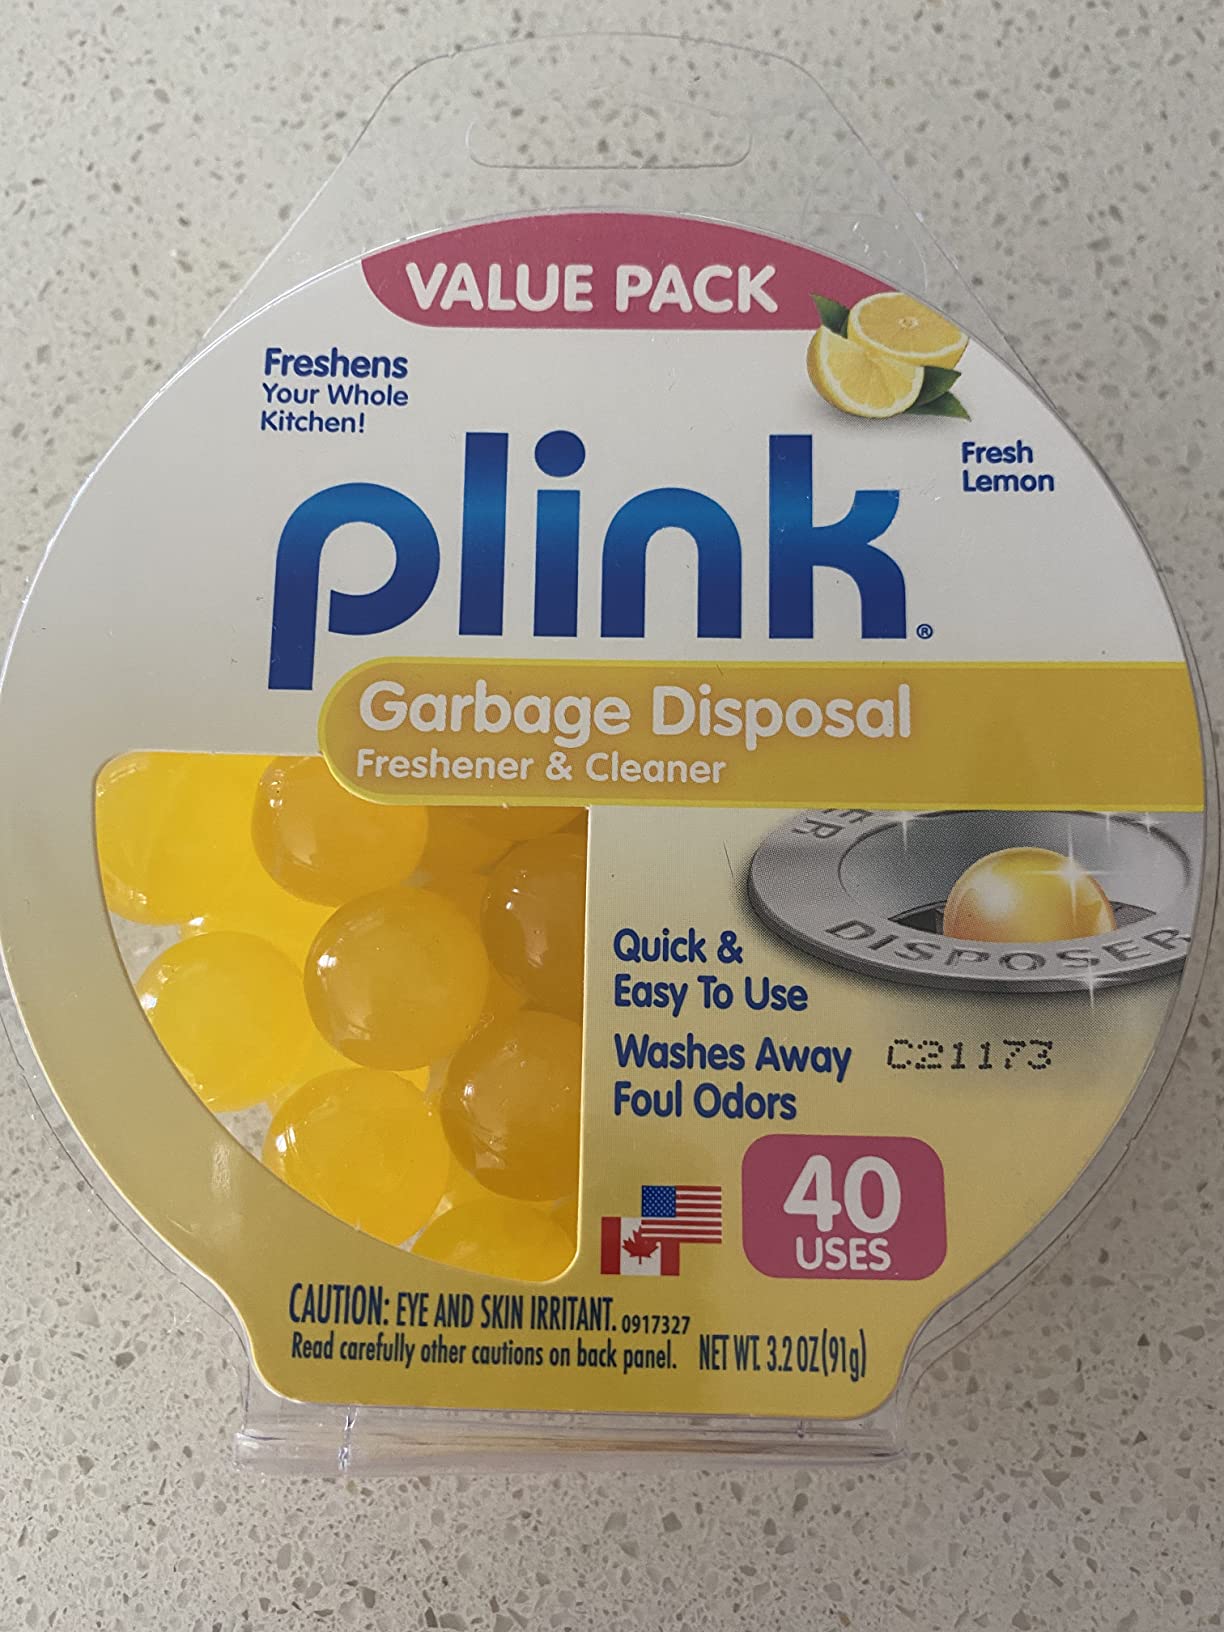 VALUE PACK
Freshens
Your Whole
Kitchen!
Fresh
Lemon
plink®
Garbage Disposal
Freshener & Cleaner
ER
DISPOSER
Quick &
Easy To Use
Washes Away
Foul Odors
C21173
40
USES
CAUTION: EYE AND SKIN IRRITANT. 0917327
Read carefully other cautions on back panel. NET WT. 3.2 OZ(91g)